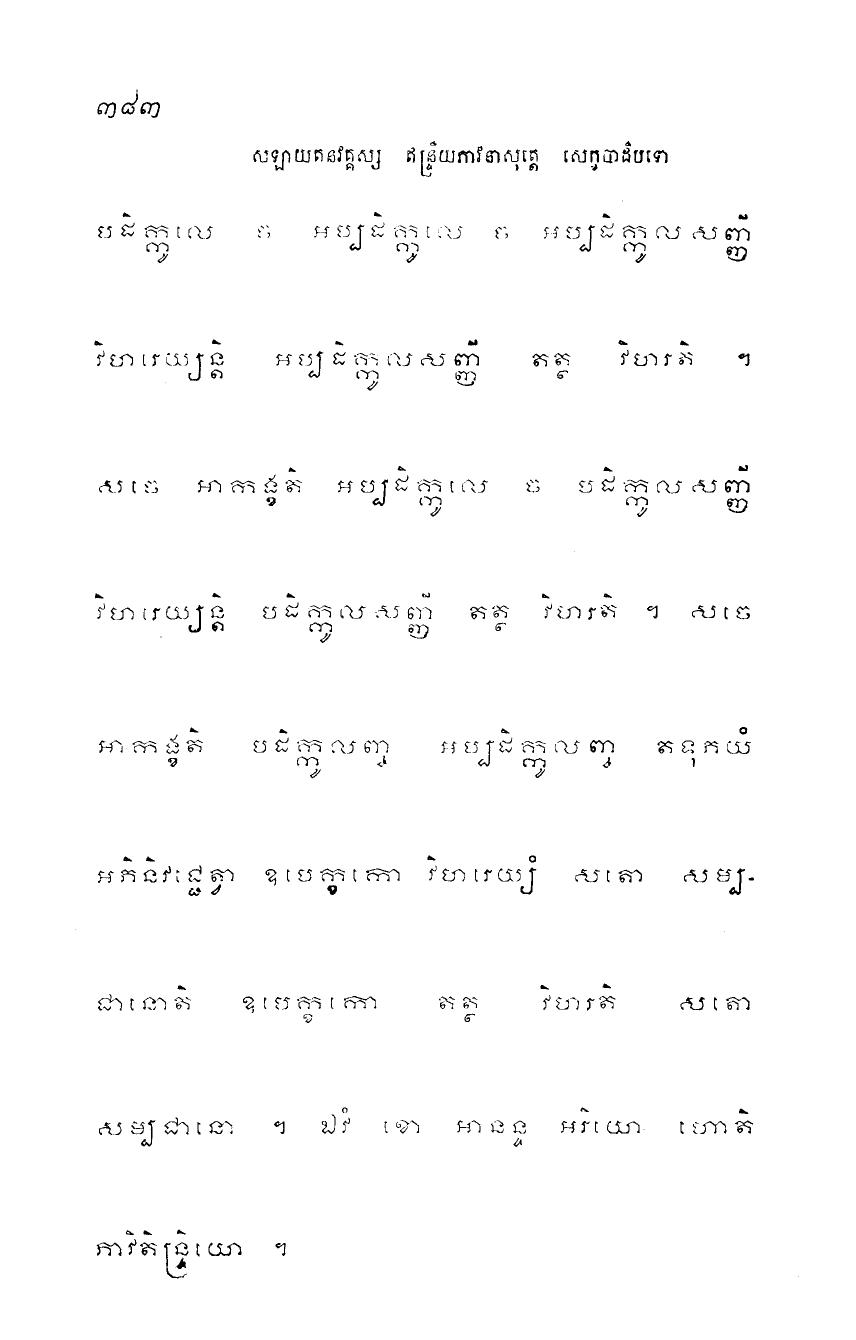 ៣៨៣
សឡាយតនវគ្គស្ស ឥន្ទ្រិយភាវនាសុត្តេ សេក្ខបាដិបទោ
បដិក្កូលេ ច អប្បដិក្កូលេ ច អប្បដិក្កូលសញ្ញី
វិហរេយ្យន្តិ អប្បដិក្កូលសញ្ញី តត្ថ វិហរតិ ។
សចេ អាកង្ខតិ អប្បដិក្កូលេ ច បដិក្កូលសញ្ញី
វិហរេយ្យន្តិ បដិក្កូលសញ្ញី តត្ថ វិហរតិ ។ សចេ
អាកង្ខតិ បដិក្កូលញ្ច អប្បដិក្កូលញ្ច តទុភយំ
អភិនិវជ្ជេត្វា ឧបេក្ខកោ វិហរេយ្យំ សតោ សម្ប-
ជានោតិ ឧបេក្ខកោ តត្ថ វិហរតិ សតោ
សម្បជានោ ។ ឯវំ ខោ អានន្ទ អរិយោ ហោតិ
ភាវិតិន្ទ្រិយោ ។